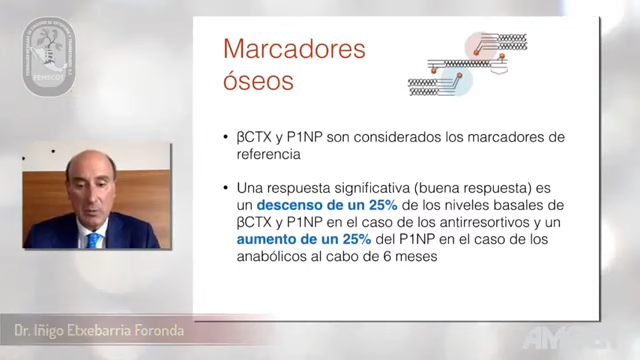 Marcadores
óseos
• βCTX y P1NP son considerados los marcadores de
referencia
• Una respuesta significativa (buena respuesta) es
un descenso de un 25% de los niveles basales de
βCTX y P1NP en el caso de los antirresortivos y un
aumento de un 25% del P1NP en el caso de los
anabólicos al cabo de 6 meses
Dr. Iñigo Etxebarria Foronda